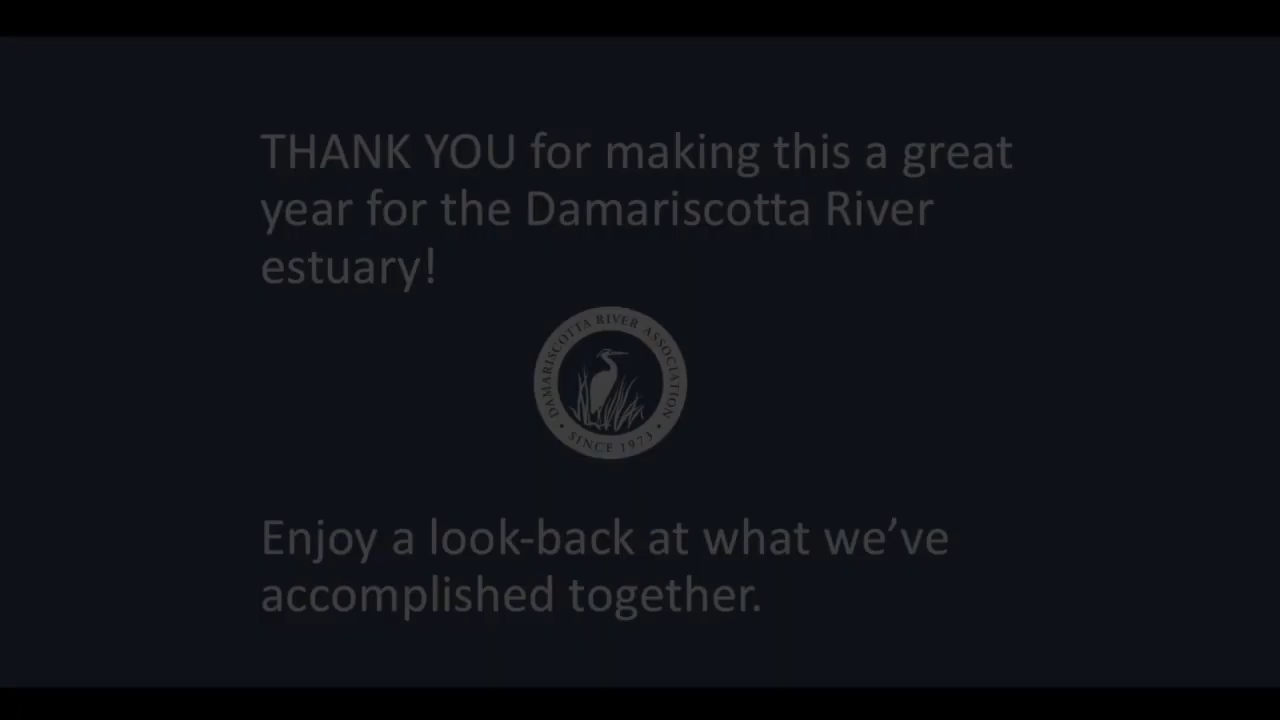 THANK YOU for making this a great
year for the Damariscotta River
estuary!
DAMARISCOTTA RIVER ASSOCIATION
• SINCE 1973 •
Enjoy a look-back at what we’ve
accomplished together.